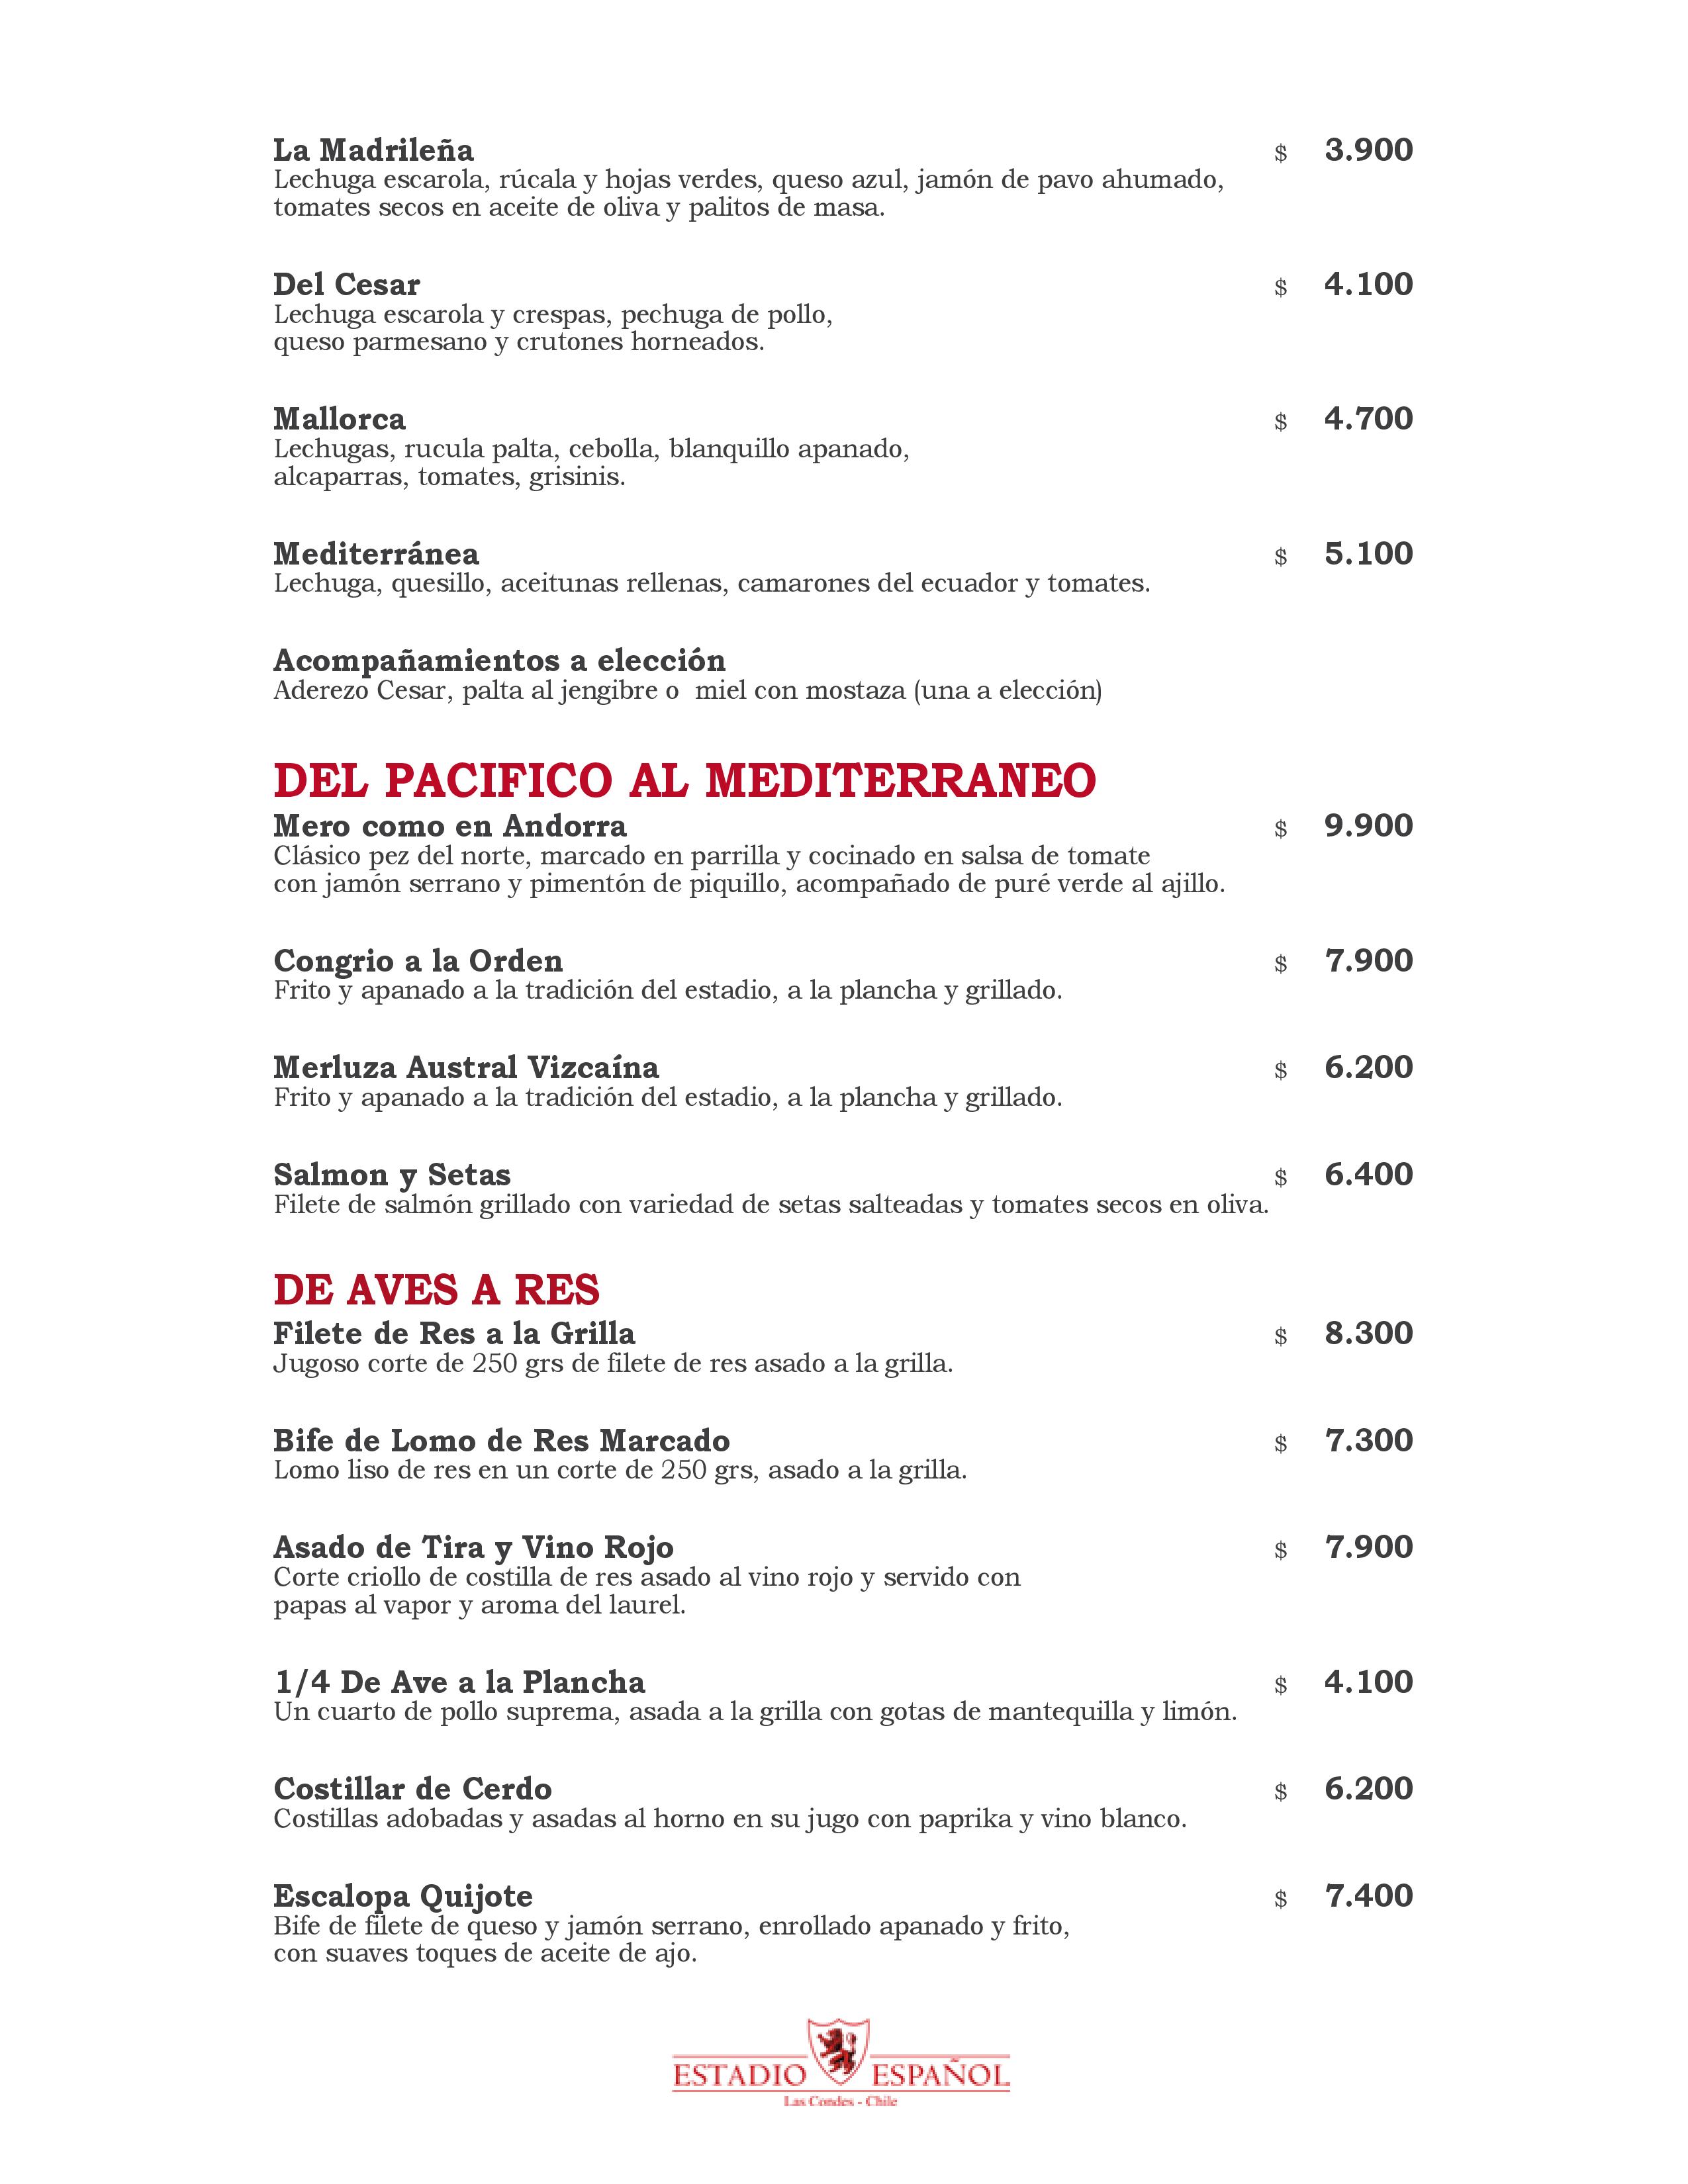 La Madrileña $ 3.900
Lechuga escarola, rúcala y hojas verdes, queso azul, jamón de pavo ahumado,
tomates secos en aceite de oliva y palitos de masa.
Del Cesar $ 4.100
Lechuga escarola y crespas, pechuga de pollo,
queso parmesano y crutones horneados.
Mallorca $ 4.700
Lechugas, rucula palta, cebolla, blanquillo apanado,
alcaparras, tomates, grisinis.
Mediterránea $ 5.100
Lechuga, quesillo, aceitunas rellenas, camarones del ecuador y tomates.
Acompañamientos a elección
Aderezo Cesar, palta al jengibre o miel con mostaza (una a elección)
DEL PACIFICO AL MEDITERRANEO
Mero como en Andorra $ 9.900
Clásico pez del norte, marcado en parrilla y cocinado en salsa de tomate
con jamón serrano y pimentón de piquillo, acompañado de puré verde al ajillo.
Congrio a la Orden $ 7.900
Frito y apanado a la tradición del estadio, a la plancha y grillado.
Merluza Austral Vizcaína $ 6.200
Frito y apanado a la tradición del estadio, a la plancha y grillado.
Salmon y Setas $ 6.400
Filete de salmón grillado con variedad de setas salteadas y tomates secos en oliva.
DE AVES A RES
Filete de Res a la Grilla $ 8.300
Jugoso corte de 250 grs de filete de res asado a la grilla.
Bife de Lomo de Res Marcado $ 7.300
Lomo liso de res en un corte de 250 grs, asado a la grilla.
Asado de Tira y Vino Rojo $ 7.900
Corte criollo de costilla de res asado al vino rojo y servido con
papas al vapor y aroma del laurel.
1/4 De Ave a la Plancha $ 4.100
Un cuarto de pollo suprema, asada a la grilla con gotas de mantequilla y limón.
Costillar de Cerdo $ 6.200
Costillas adobadas y asadas al horno en su jugo con paprika y vino blanco.
Escalopa Quijote $ 7.400
Bife de filete de queso y jamón serrano, enrollado apanado y frito,
con suaves toques de aceite de ajo.
ESTADIO ESPAÑOL
Las Condes - Chile